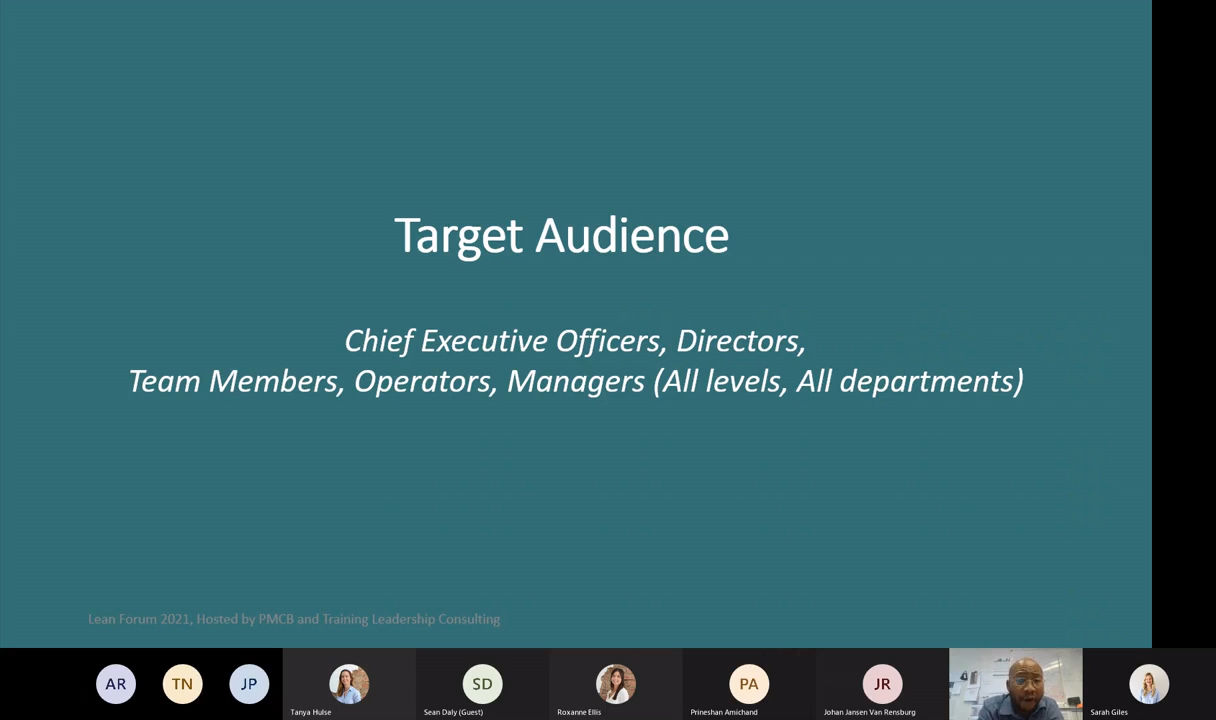 Target Audience
Chief Executive Officers, Directors,
Team Members, Operators, Managers (All levels, All departments)
Lean Forum 2021, Hosted by PMCB and Training Leadership Consulting
AR
TN
JP
SD
PA
JR
Tanya Hulse
Sean Daly (Guest)
Roxanne Ellis
Prineshan Amichand
Johan Jansen Van Rensburg
Sarah Giles